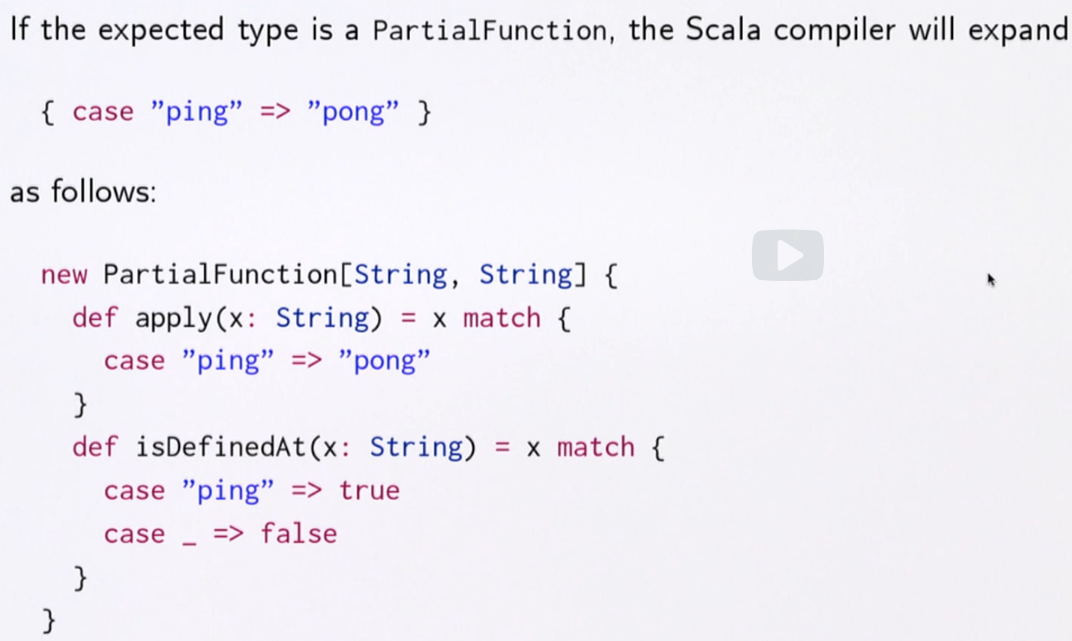 If the expected type is a PartialFunction, the Scala compiler will expand
{ case ”ping” => ”pong” }
as follows:
new PartialFunction[String, String] {
def apply(x: String) = x match {
case ”ping” => ”pong”
}
def isDefinedAt(x: String) = x match {
case ”ping” => true
case _ => false
}
}